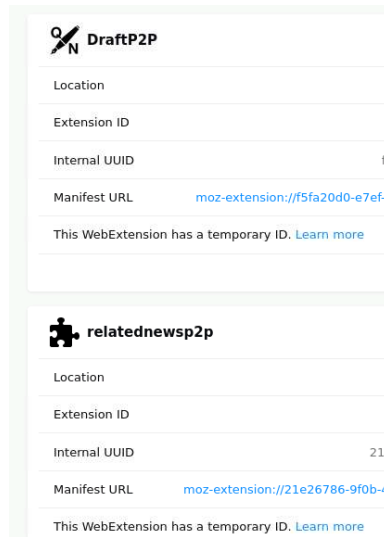 DraftP2P
Location
Extension ID
Internal UUID f
Manifest URL moz-extension://f5fa20d0-e7ef-
This WebExtension has a temporary ID. Learn more
relatednewsp2p
Location
Extension ID
Internal UUID 21
Manifest URL moz-extension://21e26786-9f0b-4
This WebExtension has a temporary ID. Learn more